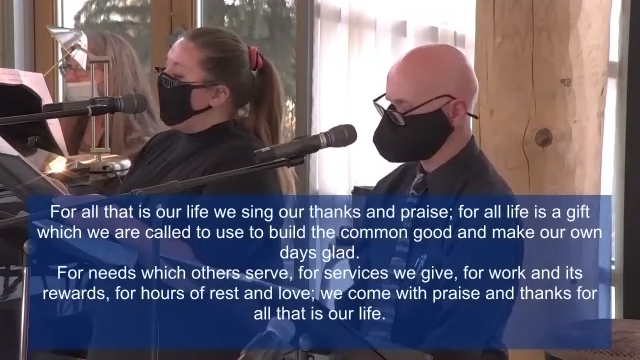 For all that is our life we sing our thanks and praise; for all life is a gift
which we are called to use to build the common good and make our own
days glad.
For needs which others serve, for services we give, for work and its
rewards, for hours of rest and love; we come with praise and thanks for
all that is our life.